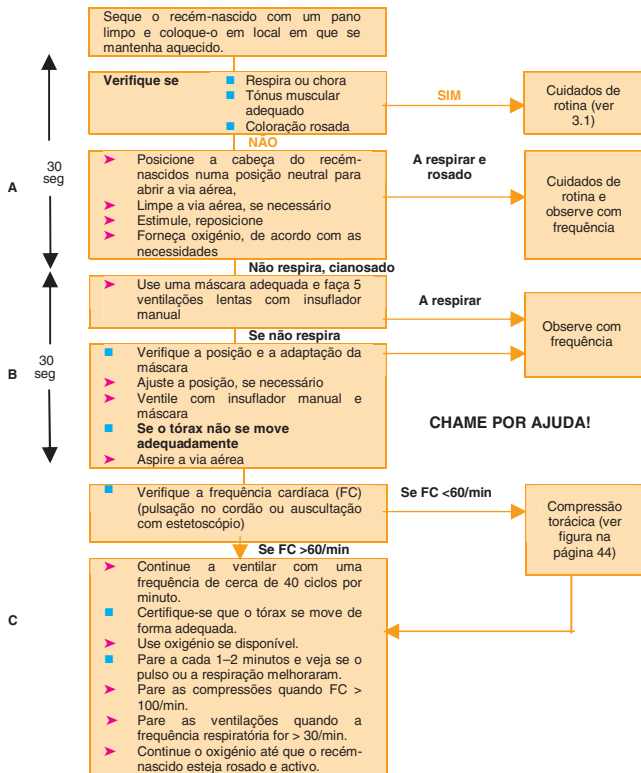 Seque o recém-nascido com um pano
limpo e coloque-o em local em que se
mantenha aquecido.
Verifique se
Respira ou chora
Tónus muscular
adequado
Coloração rosada
SIM
Cuidados de
rotina (ver
3.1)
NÃO
A
30
seg
Posicione a cabeça do recém-
nascidos numa posição neutral para
abrir a via aérea,
Limpe a via aérea, se necessário
Estimule, reposicione
Forneça oxigénio, de acordo com as
necessidades
A respirar e
rosado
Cuidados de
rotina e
observe com
frequência
Não respira, cianosado
Use uma máscara adequada e faça 5
ventilações lentas com insuflador
manual
A respirar
Observe com
frequência
Se não respira
B
30
seg
Verifique a posição e a adaptação da
máscara
Ajuste a posição, se necessário
Ventile com insuflador manual e
máscara
Se o tórax não se move
adequadamente
Aspire a via aérea
CHAME POR AJUDA!
Verifique a frequência cardíaca (FC)
(pulsação no cordão ou auscultação
com estetoscópio)
Se FC <60/min
Compressão
torácica (ver
figura na
página 44)
Se FC >60/min
C
Continue a ventilar com uma
frequência de cerca de 40 ciclos por
minuto.
Certifique-se que o tórax se move de
forma adequada.
Use oxigénio se disponível.
Pare a cada 1–2 minutos e veja se o
pulso ou a respiração melhoraram.
Pare as compressões quando FC >
100/min.
Pare as ventilações quando a
frequência respiratória for > 30/min.
Continue o oxigénio até que o recém-
nascido esteja rosado e activo.